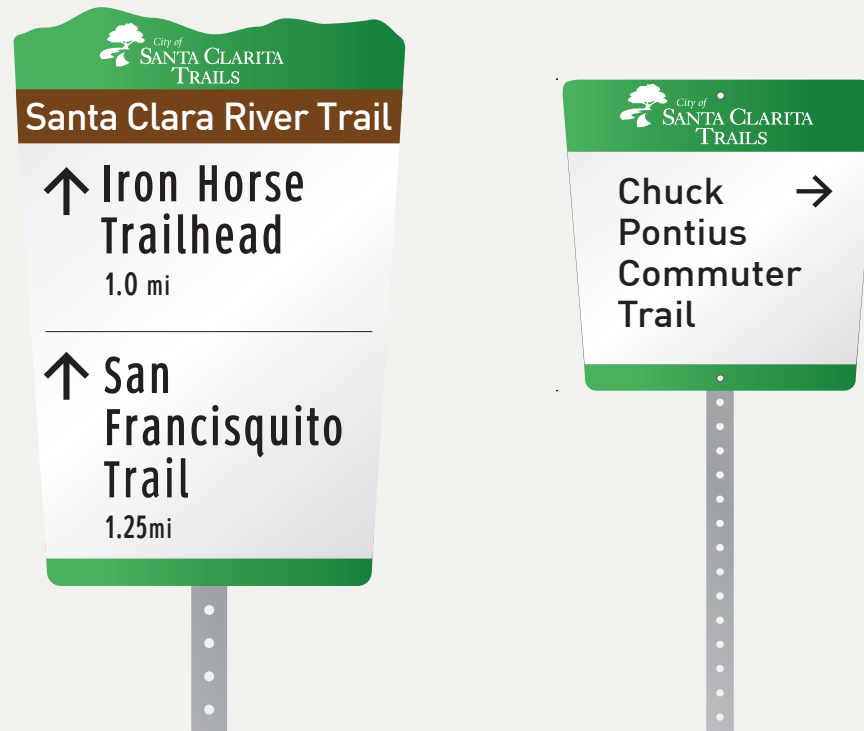 City of
SANTA CLARITA
TRAILS
Santa Clara River Trail
↑ Iron Horse
Trailhead
1.0 mi
↑ San
Francisquito
Trail
1.25mi
City of
SANTA CLARITA
TRAILS
Chuck →
Pontius
Commuter
Trail